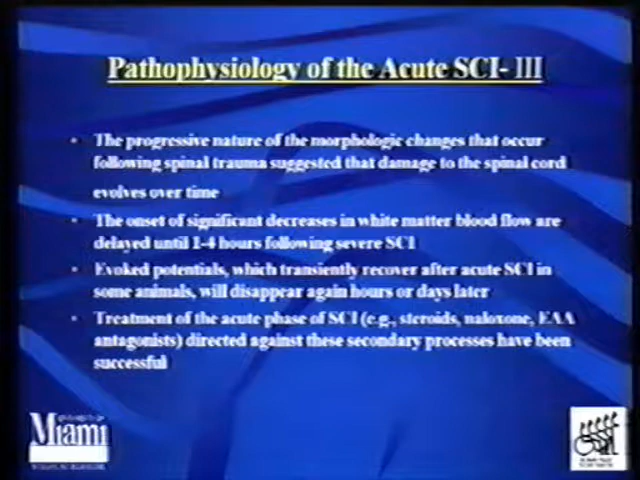 Pathophysiology of the Acute SCI- III
• The progressive nature of the morphologic changes that occur
following spinal trauma suggested that damage to the spinal cord
evolves over time
• The onset of significant decreases in white matter blood flow are
delayed until 1-4 hours following severe SCI
• Evoked potentials, which transiently recover after acute SCI in
some animals, will disappear again hours or days later
• Treatment of the acute phase of SCI (e.g., steroids, naloxone, EAA
antagonists) directed against these secondary processes have been
successful
Miami